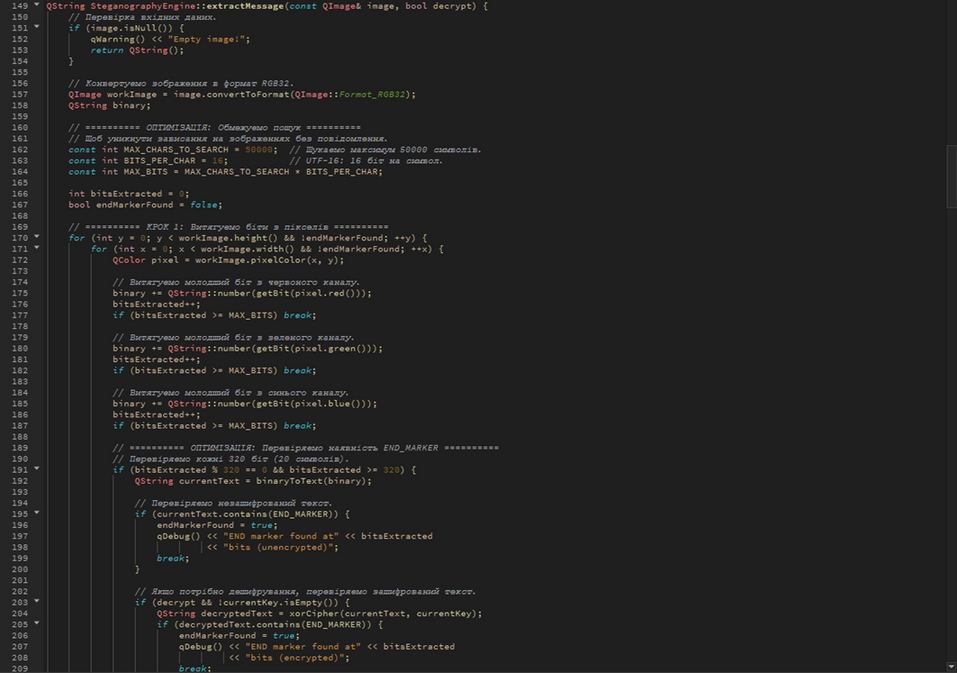 149 QString SteganographyEngine::extractMessage(const QImage& image, bool decrypt) {
150 // Перевірка вхідних даних.
151 if (image.isNull()) {
152 qWarning() << "Empty image!";
153 return QString();
154 }
155
156 // Конвертуємо зображення в формат RGB32.
157 QImage workImage = image.convertToFormat(QImage::Format_RGB32);
158 QString binary;
159
160 // ========== ОПТИМІЗАЦІЯ: Обмежуємо пошук ==========
161 // Щоб уникнути зависання на зображеннях без повідомлення.
162 const int MAX_CHARS_TO_SEARCH = 50000; // Шукаємо максимум 50000 символів.
163 const int BITS_PER_CHAR = 16; // UTF-16: 16 біт на символ.
164 const int MAX_BITS = MAX_CHARS_TO_SEARCH * BITS_PER_CHAR;
165
166 int bitsExtracted = 0;
167 bool endMarkerFound = false;
168
169 // ========== КРОК 1: Витягуємо біти з пікселів ==========
170 for (int y = 0; y < workImage.height() && !endMarkerFound; ++y) {
171 for (int x = 0; x < workImage.width() && !endMarkerFound; ++x) {
172 QColor pixel = workImage.pixelColor(x, y);
173
174 // Витягуємо молодший біт з червоного каналу.
175 binary += QString::number(getBit(pixel.red()));
176 bitsExtracted++;
177 if (bitsExtracted >= MAX_BITS) break;
178
179 // Витягуємо молодший біт з зеленого каналу.
180 binary += QString::number(getBit(pixel.green()));
181 bitsExtracted++;
182 if (bitsExtracted >= MAX_BITS) break;
183
184 // Витягуємо молодший біт з синього каналу.
185 binary += QString::number(getBit(pixel.blue()));
186 bitsExtracted++;
187 if (bitsExtracted >= MAX_BITS) break;
188
189 // ========== ОПТИМІЗАЦІЯ: Перевіряємо наявність END_MARKER ==========
190 // Перевіряємо кожні 320 біт (20 символів).
191 if (bitsExtracted % 320 == 0 && bitsExtracted >= 320) {
192 QString currentText = binaryToText(binary);
193
194 // Перевіряємо незашифрований текст.
195 if (currentText.contains(END_MARKER)) {
196 endMarkerFound = true;
197 qDebug() << "END marker found at" << bitsExtracted
198 << "bits (unencrypted)";
199 break;
200 }
201
202 // Якщо потрібно дешифрування, перевіряємо зашифрований текст.
203 if (decrypt && !currentKey.isEmpty()) {
204 QString decryptedText = xorCipher(currentText, currentKey);
205 if (decryptedText.contains(END_MARKER)) {
206 endMarkerFound = true;
207 qDebug() << "END marker found at" << bitsExtracted
208 << "bits (encrypted)";
209 break;